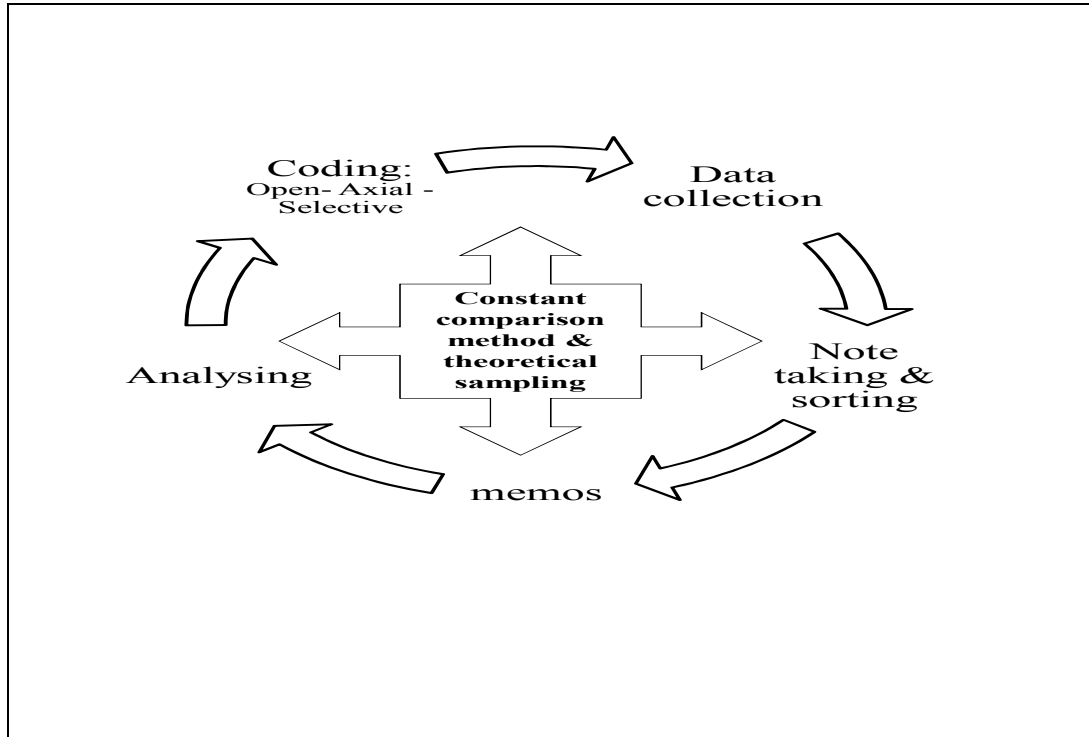 Coding:
Open- Axial -
Selective
Data
collection
Constant
comparison
method &
theoretical
sampling
Note
taking &
sorting
Analysing
memos